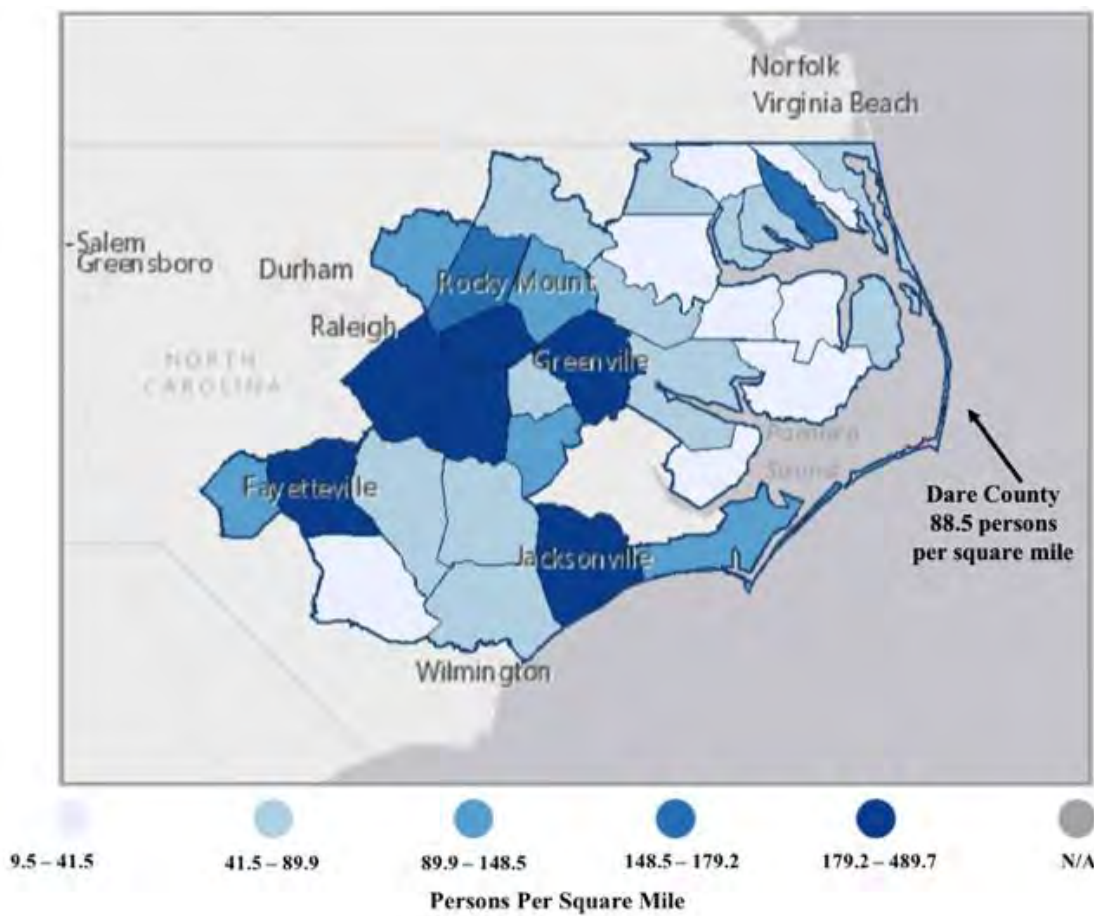 Norfolk
Virginia Beach
-Salem
Greensboro
Durham
Rocky Mount
Raleigh
NORTH
CAROLINA
Greenville
Pamlico
Sound
Fayetteville
Dare County
88.5 persons
per square mile
Jacksonville
Wilmington
9.5 – 41.5
41.5 – 89.9
89.9 – 148.5
148.5 – 179.2
179.2 – 489.7
N/A
Persons Per Square Mile